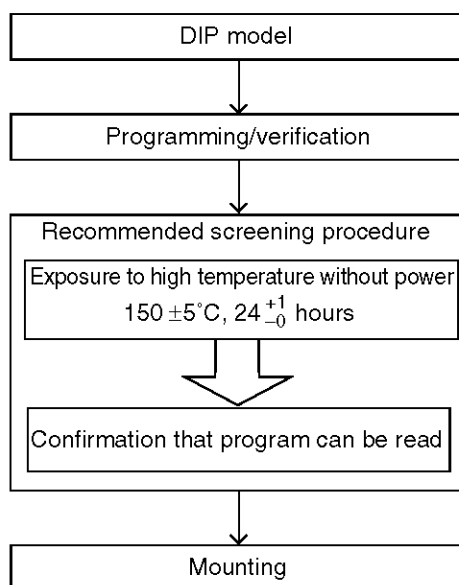 DIP model
Programming/verification
Recommended screening procedure
Exposure to high temperature without power
150 ±5°C, 24 +1 −0 hours
Confirmation that program can be read
Mounting